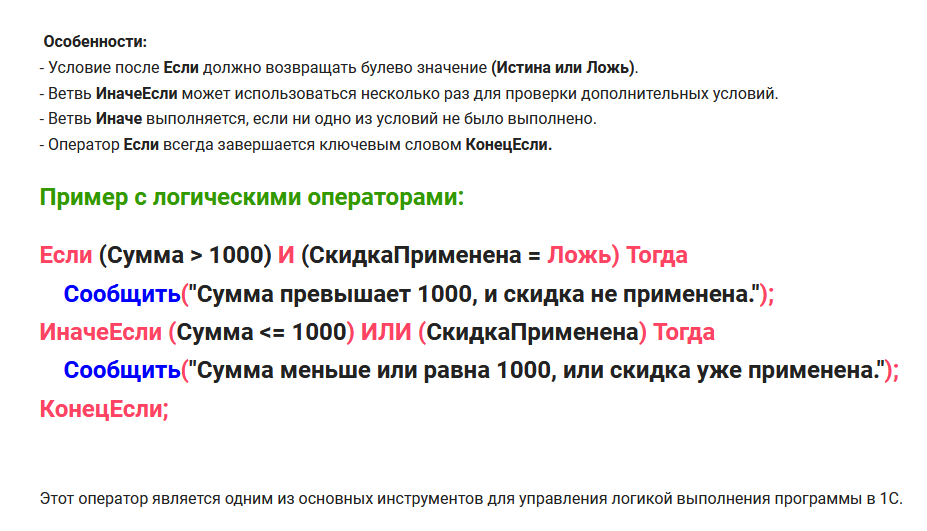 Особенности:
- Условие после Если должно возвращать булево значение (Истина или Ложь).
- Ветвь ИначеЕсли может использоваться несколько раз для проверки дополнительных условий.
- Ветвь Иначе выполняется, если ни одно из условий не было выполнено.
- Оператор Если всегда завершается ключевым словом КонецЕсли.
Пример с логическими операторами:
Если (Сумма > 1000) И (СкидкаПрименена = Ложь) Тогда
Сообщить("Сумма превышает 1000, и скидка не применена.");
ИначеЕсли (Сумма <= 1000) ИЛИ (СкидкаПрименена) Тогда
Сообщить("Сумма меньше или равна 1000, или скидка уже применена.");
КонецЕсли;
Этот оператор является одним из основных инструментов для управления логикой выполнения программы в 1С.